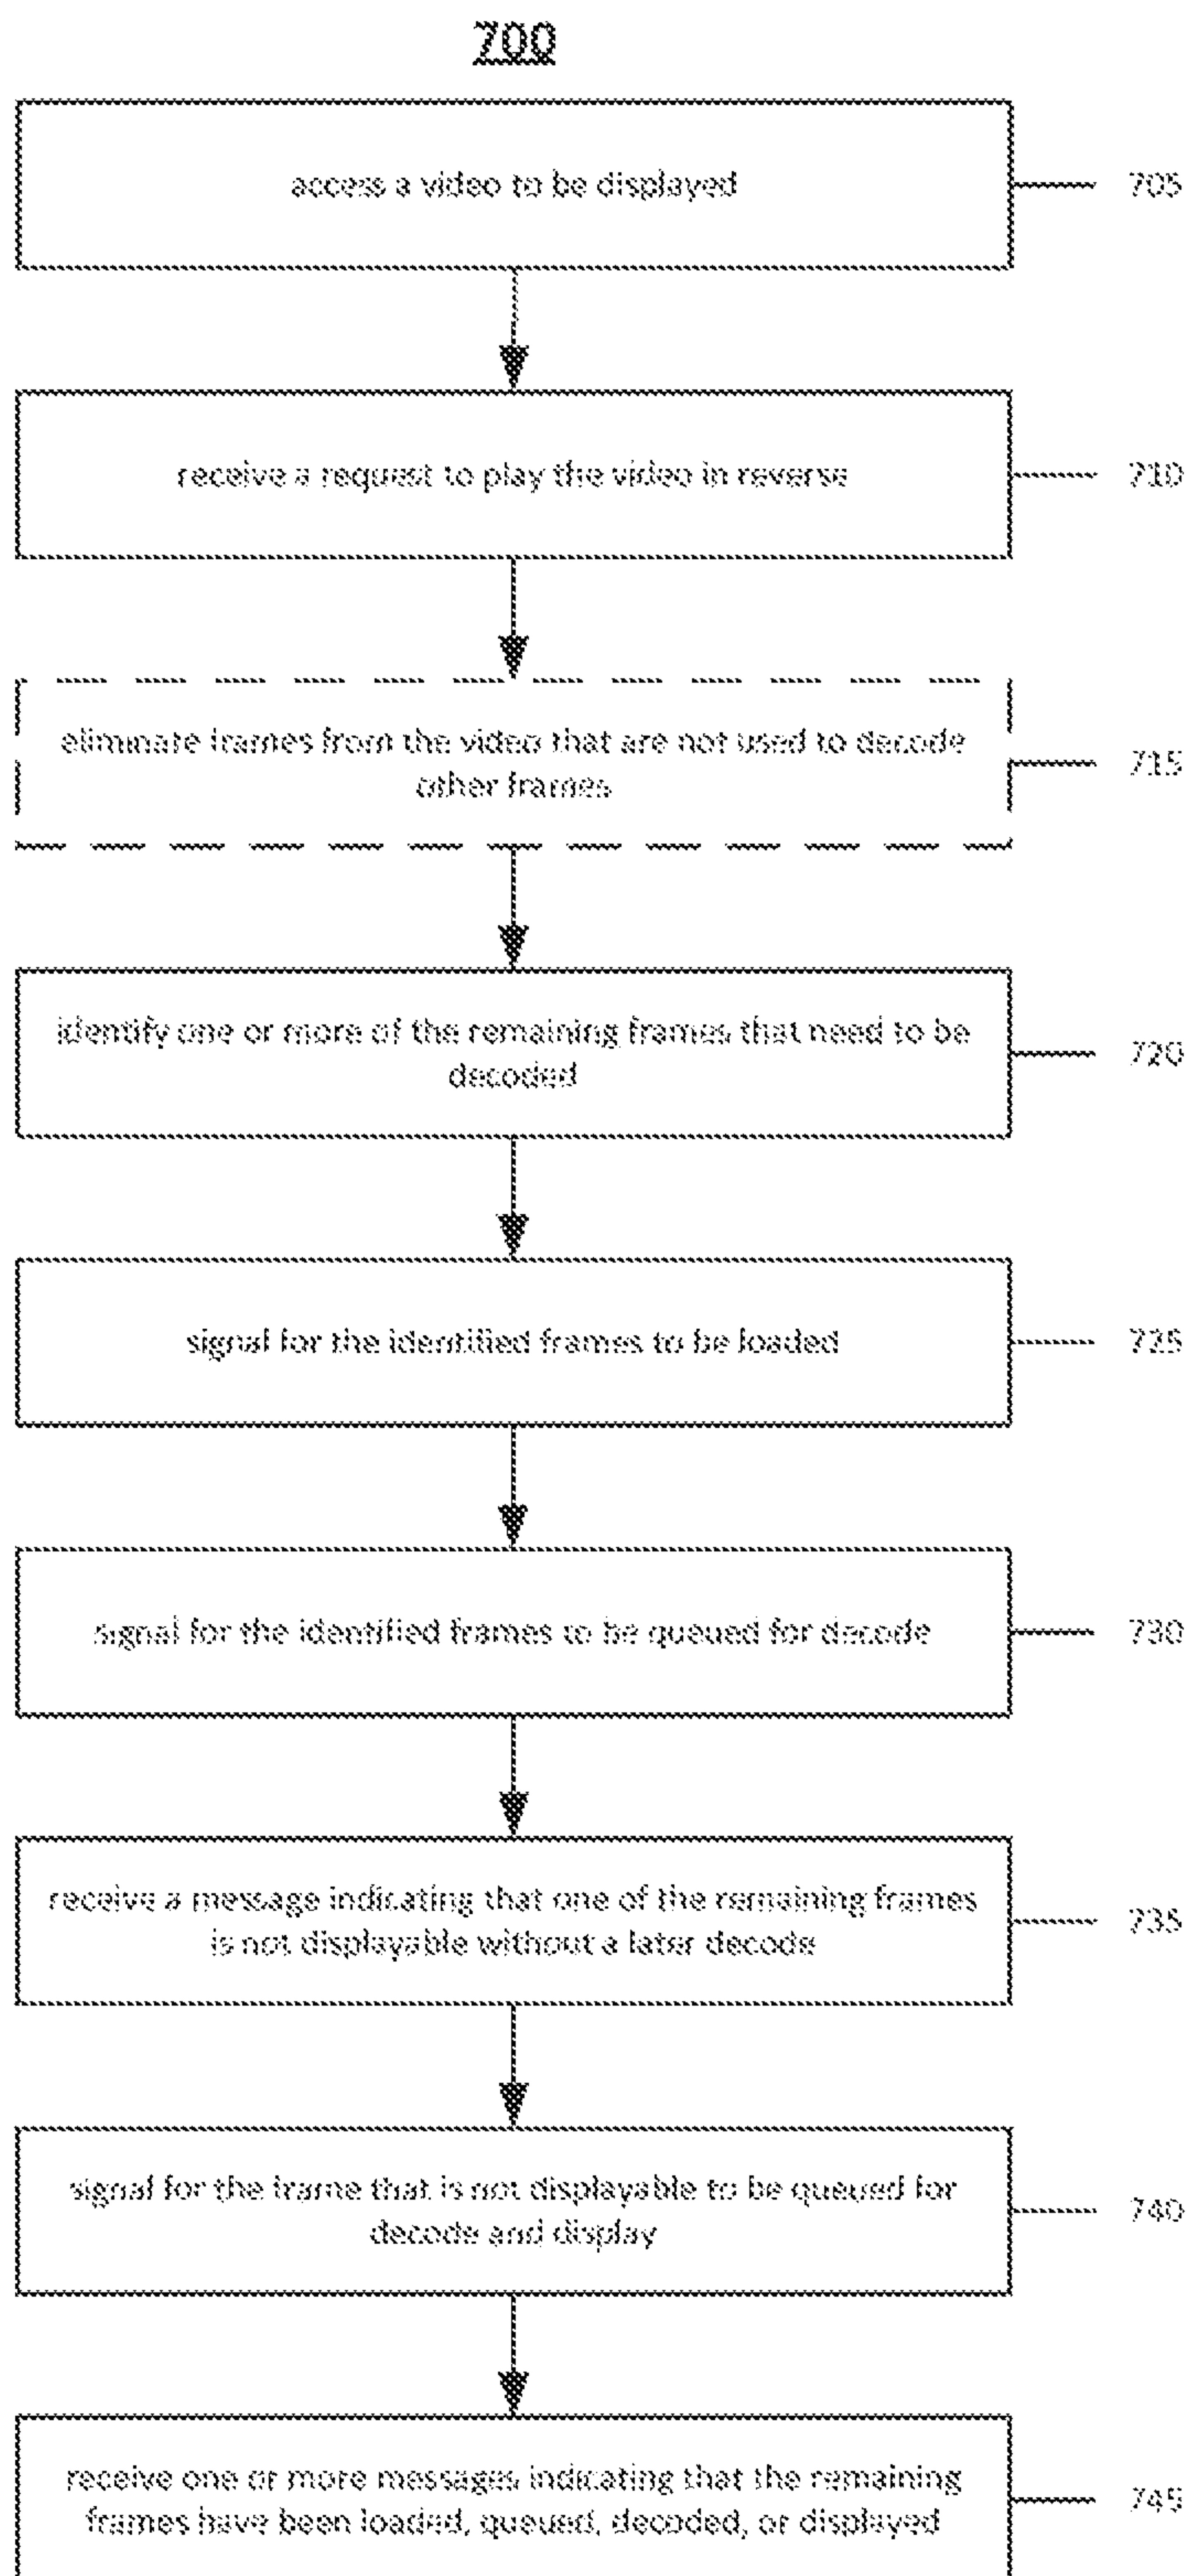 700
access a video to be displayed
705
receive a request to play the video in reverse
710
eliminate frames from the video that are not used to decode
other frames
715
identify one or more of the remaining frames that need to be
decoded
720
signal for the identified frames to be loaded
725
signal for the identified frames to be queued for decode
730
receive a message indicating that one of the remaining frames
is not displayable without a later decode
735
signal for the frame that is not displayable to be queued for
decode and display
740
receive one or more messages indicating that the remaining
frames have been loaded, queued, decoded, or displayed
745